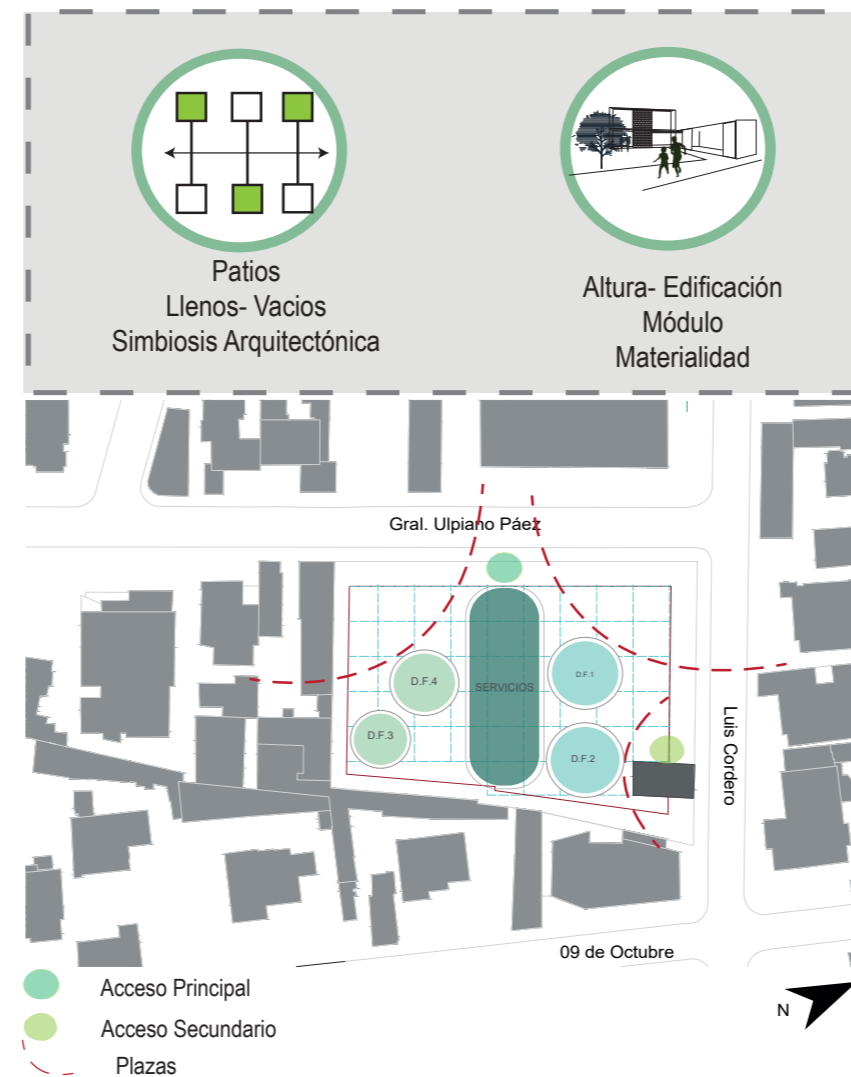 Patios
Llenos- Vacios
Simbiosis Arquitectónica
Altura- Edificación
Módulo
Materialidad
Gral. Ulpiano Páez
D.F.4
SERVICIOS
D.F.1
D.F.3
D.F.2
Luis Cordero
09 de Octubre
Acceso Principal
Acceso Secundario
Plazas
N